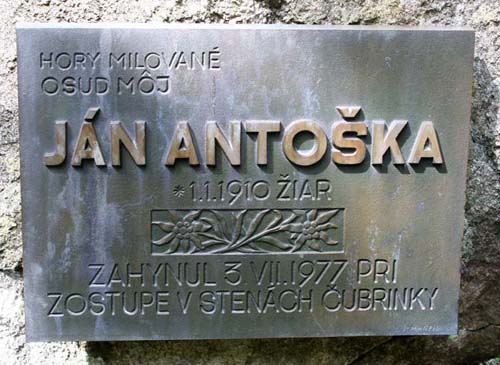 HORY MILOVANÉ
OSUD MÔJ
JÁN ANTOŠKA
*1.1.1910 ŽIAR
ZAHYNUL 3 VII.1977 PRI
ZOSTUPE V STENÁCH ČUBRINKY